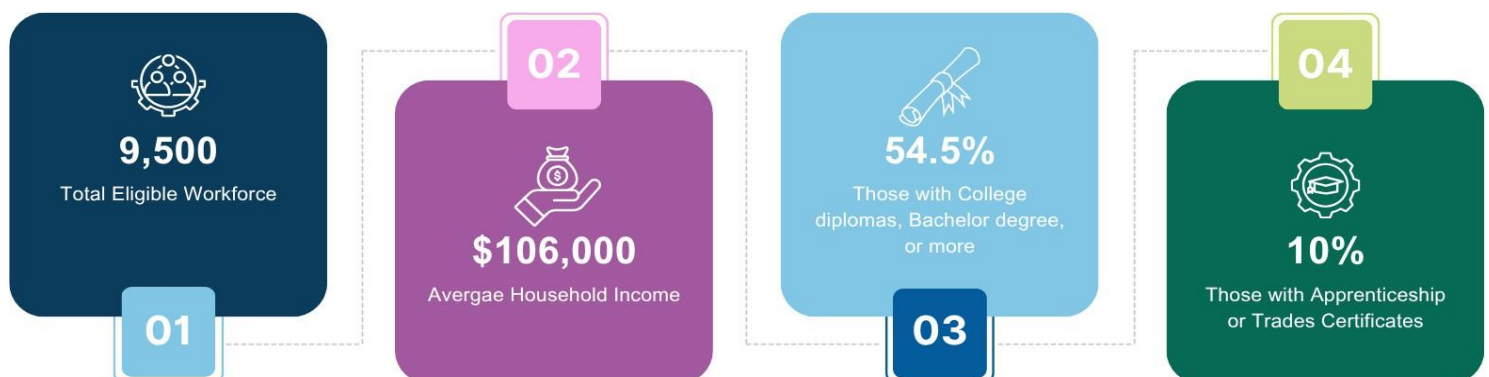 9,500
Total Eligible Workforce
01
02
$106,000
Avergae Household Income
54.5%
Those with College
diplomas, Bachelor degree,
or more
03
04
10%
Those with Apprenticeship
or Trades Certificates